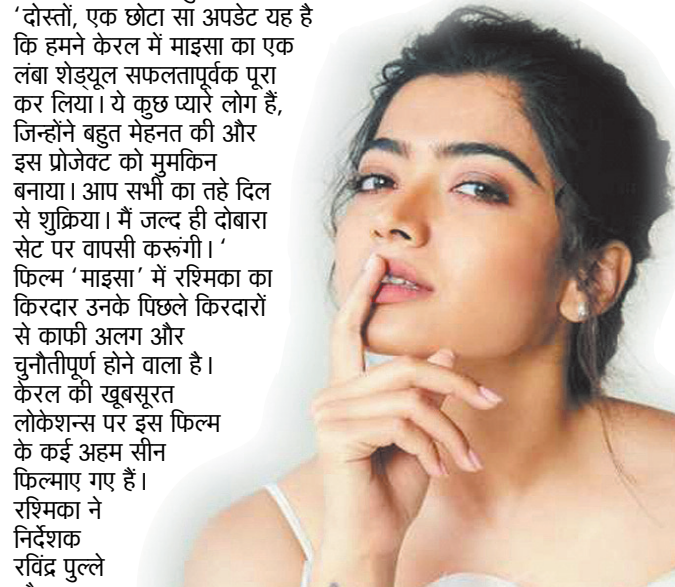 'दोस्तों, एक छोटा सा अपडेट यह है
कि हमने केरल में माइसा का एक
लंबा शेड्यूल सफलतापूर्वक पूरा
कर लिया। ये कुछ प्यारे लोग हैं,
जिन्होंने बहुत मेहनत की और
इस प्रोजेक्ट को मुमकिन
बनाया। आप सभी का तहे दिल
से शुक्रिया। मैं जल्द ही दोबारा
सेट पर वापसी करूंगी। '
फिल्म 'माइसा' में रश्मिका का
किरदार उनके पिछले किरदारों
से काफी अलग और
चुनौतीपूर्ण होने वाला है।
केरल की खूबसूरत
लोकेशन्स पर इस फिल्म
के कई अहम सीन
फिल्माए गए हैं।
रश्मिका ने
निर्देशक
रविंद्र पुल्ले